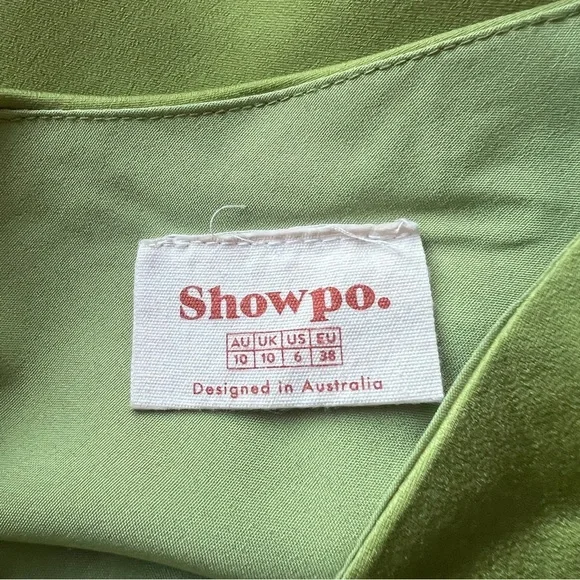 Showpo.
AU UK US EU
10 10 6 38
Designed in Australia